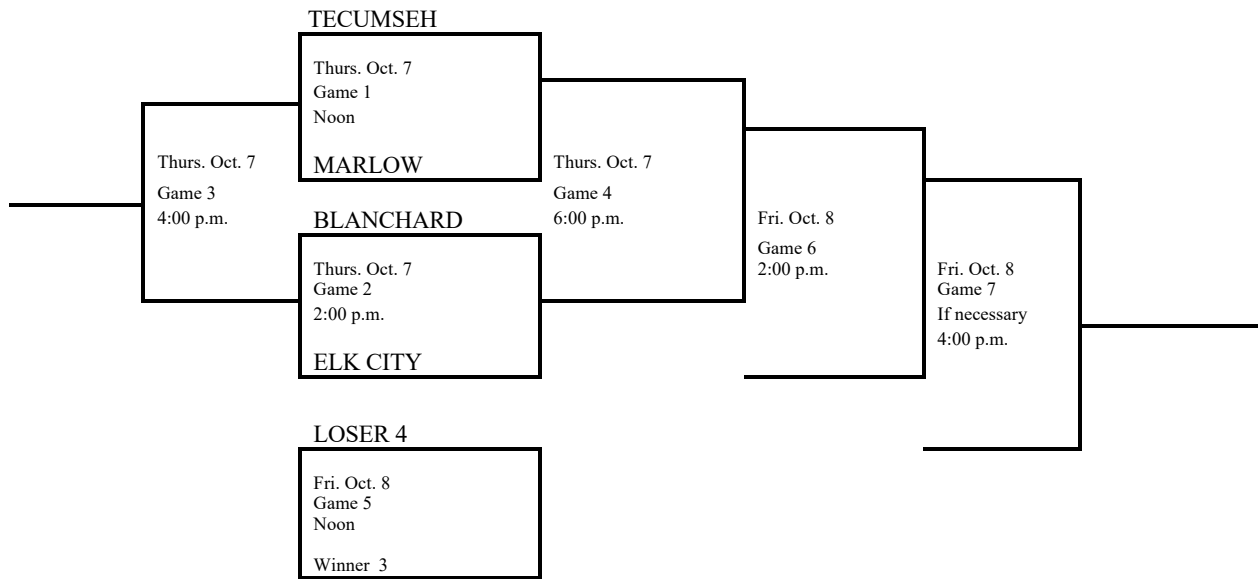 TECUMSEH
Thurs. Oct. 7
Game 1
Noon
MARLOW
Thurs. Oct. 7
Game 3
4:00 p.m.
BLANCHARD
Thurs. Oct. 7
Game 2
2:00 p.m.
ELK CITY
Thurs. Oct. 7
Game 4
6:00 p.m.
LOSER 4
Fri. Oct. 8
Game 5
Noon
Winner 3
Fri. Oct. 8
Game 6
2:00 p.m.
Fri. Oct. 8
Game 7
If necessary
4:00 p.m.